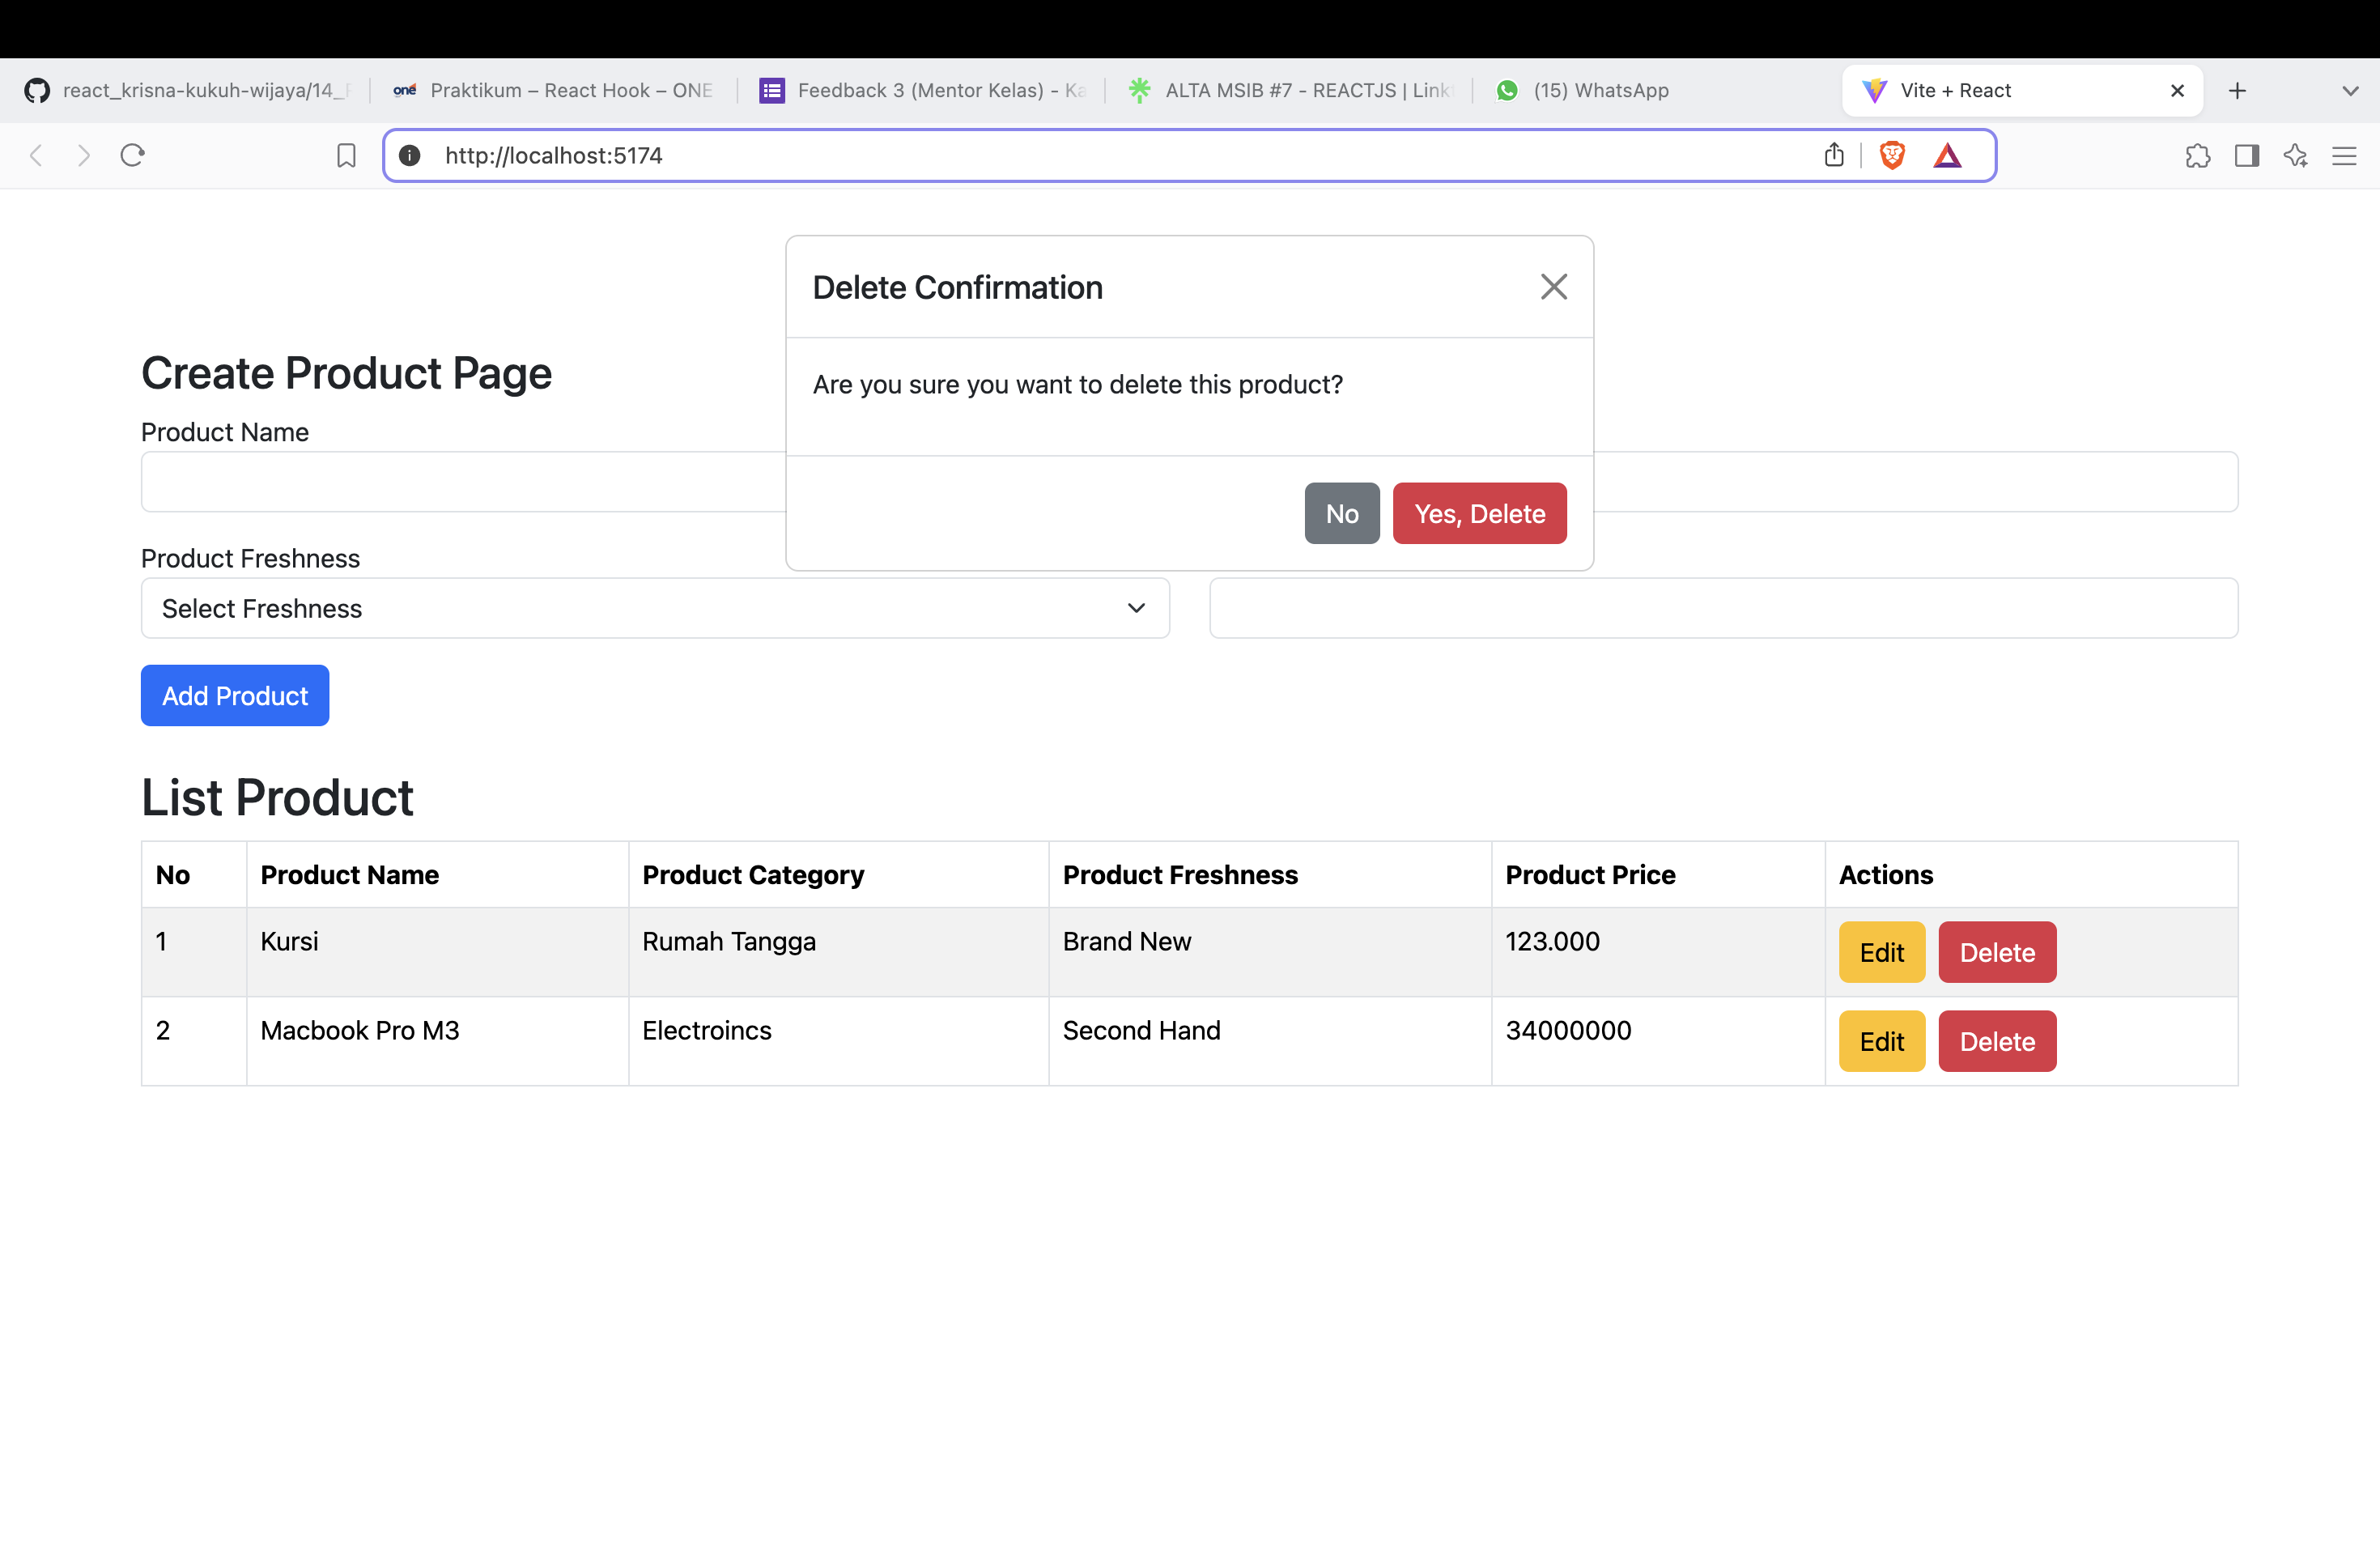 react_krisna-kukuh-wijaya/14_
one Praktikum – React Hook – ONE
Feedback 3 (Mentor Kelas) - Ka
ALTA MSIB #7 - REACTJS | Link
(15) WhatsApp
Vite + React
http://localhost:5174
Delete Confirmation
Are you sure you want to delete this product?
No Yes, Delete
Create Product Page
Product Name
Product Freshness
Select Freshness
Add Product
List Product
No Product Name Product Category Product Freshness Product Price Actions
1 Kursi Rumah Tangga Brand New 123.000 Edit Delete
2 Macbook Pro M3 Electroincs Second Hand 34000000 Edit Delete